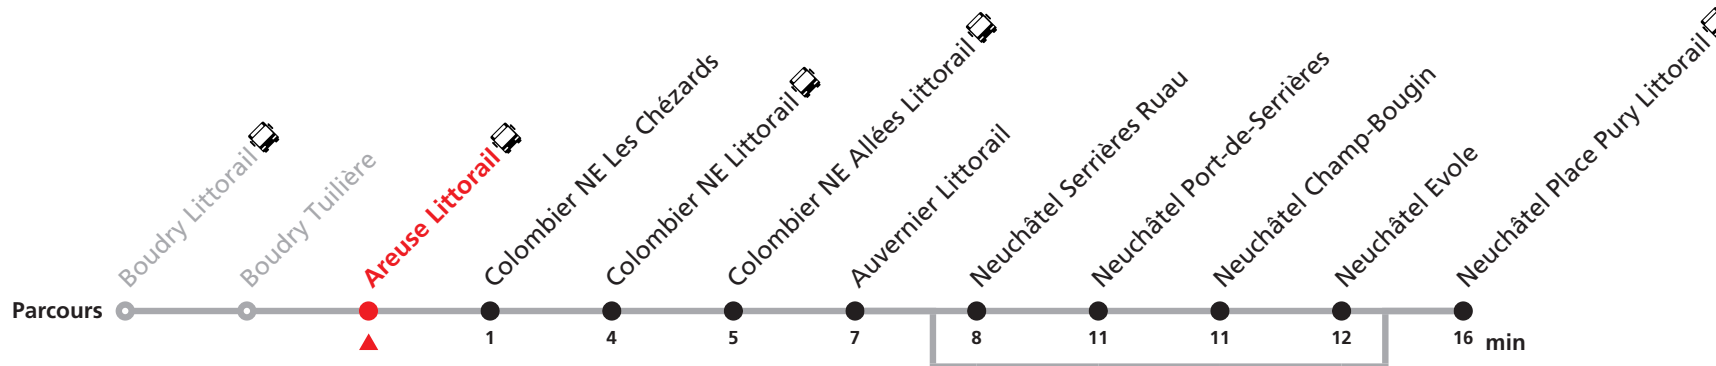 Boudry Littorail
Boudry Tuilière
Areuse Littorail
Colombier NE Les Chézards
Colombier NE Littorail
Colombier NE Allées Littorail
Auvernier Littorail
Neuchâtel Serrières Ruau
Neuchâtel Port-de-Serrières
Neuchâtel Champ-Bougin
Neuchâtel Evole
Neuchâtel Place Pury Littorail
Parcours
1 4 5 7 8 11 11 12 16 min